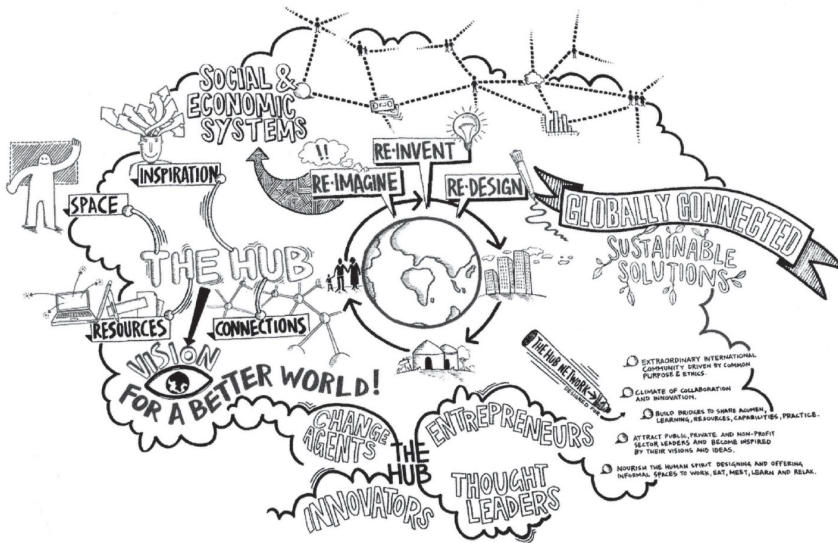 SOCIAL &
ECONOMIC
SYSTEMS
!!
RE-IMAGINE
RE-INVENT
RE-DESIGN
INSPIRATION
SPACE
THE HUB
RESOURCES
CONNECTIONS
VISION
FOR A BETTER WORLD!
GLOBALLY CONNECTED
SUSTAINABLE
SOLUTIONS
CHANGE
AGENTS
THE
HUB
ENTREPRENEURS
INNOVATORS
THOUGHT
LEADERS
THE HUB NETWORK
DESIGNED FOR
EXTRAORDINARY INTERNATIONAL
COMMUNITY DRIVEN BY COMMON
PURPOSE & ETHICS.
CLIMATE OF COLLABORATION
AND INNOVATION.
BUILD BRIDGES TO SHARE ACUMEN,
LEARNING, RESOURCES, CAPABILITIES, PRACTICE.
ATTRACT PUBLIC, PRIVATE AND NON-PROFIT
SECTOR LEADERS AND BECOME INSPIRED
BY THEIR VISIONS AND IDEAS.
NOURISH THE HUMAN SPIRIT DESIGNING AND OFFERING
INFORMAL SPACES TO WORK, EAT, MEET, LEARN AND RELAX.